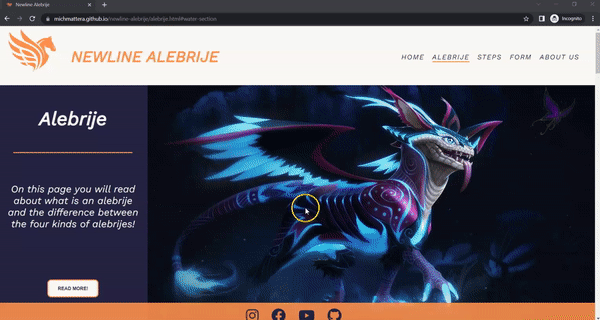 Newline Alebrije
michmattera.github.io/newline-alebrije/alebrije.html#water-section
Incognito
NEWLINE ALEBRIJE
HOME ALEBRIJE STEPS FORM ABOUT US
Alebrije
On this page you will read
about what is an alebrije
and the difference between
the four kinds of alebrijes!
READ MORE!